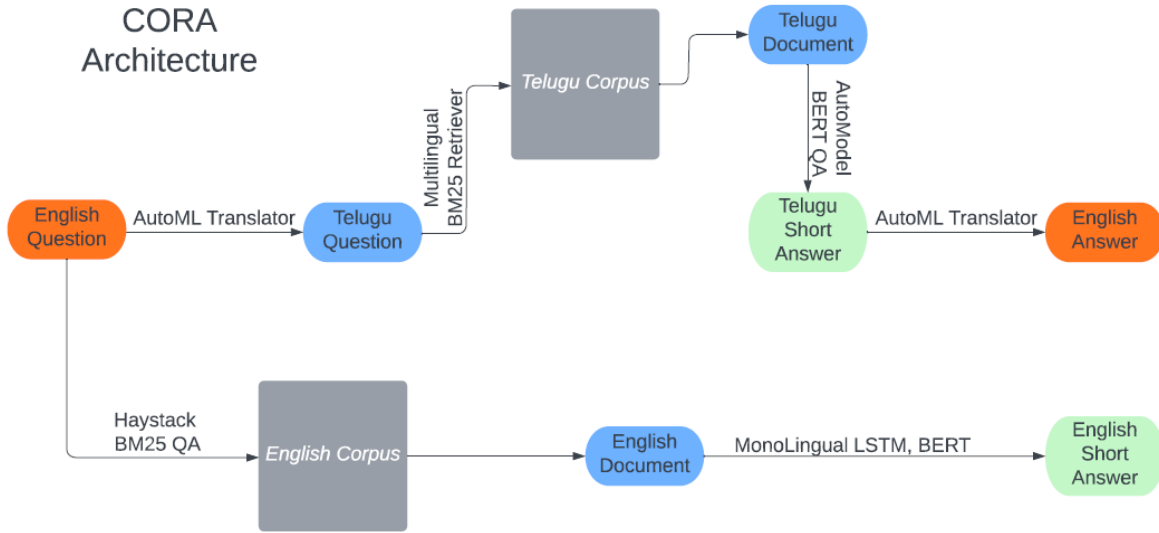 CORA
Architecture
Telugu
Document
Telugu Corpus
Multilingual
BM25 Retriever
AutoModel
BERT QA
English
Question
AutoML Translator
Telugu
Question
Telugu
Short
Answer
AutoML Translator
English
Answer
Haystack
BM25 QA
English Corpus
English
Document
MonoLingual LSTM, BERT
English
Short
Answer